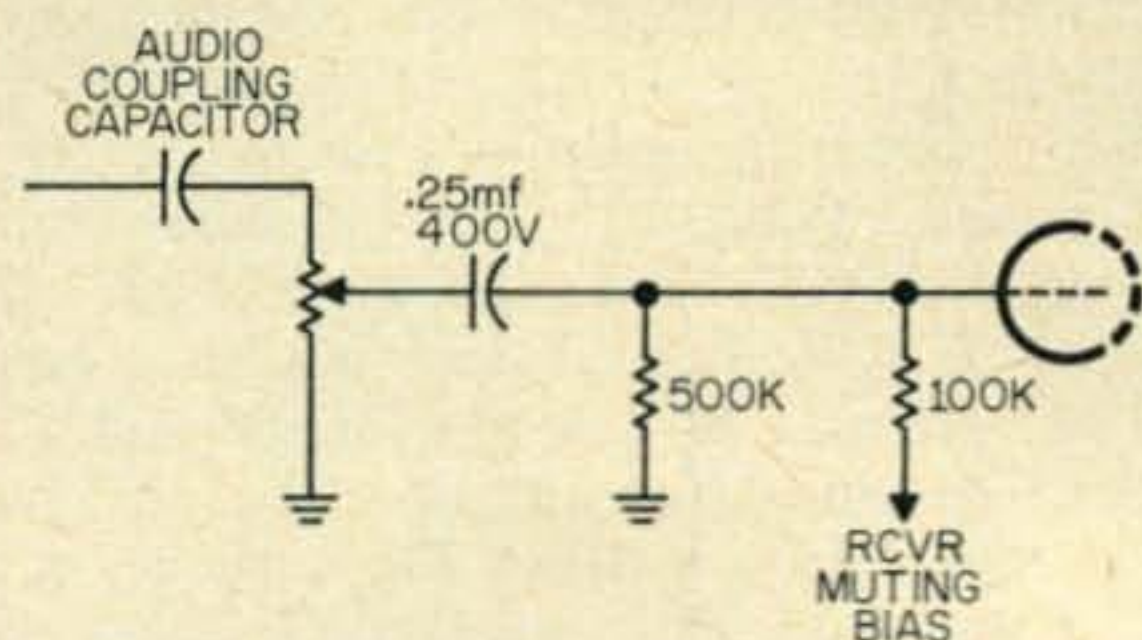 AUDIO
COUPLING
CAPACITOR
.25mf
400V
500K
100K
RCVR
MUTING
BIAS